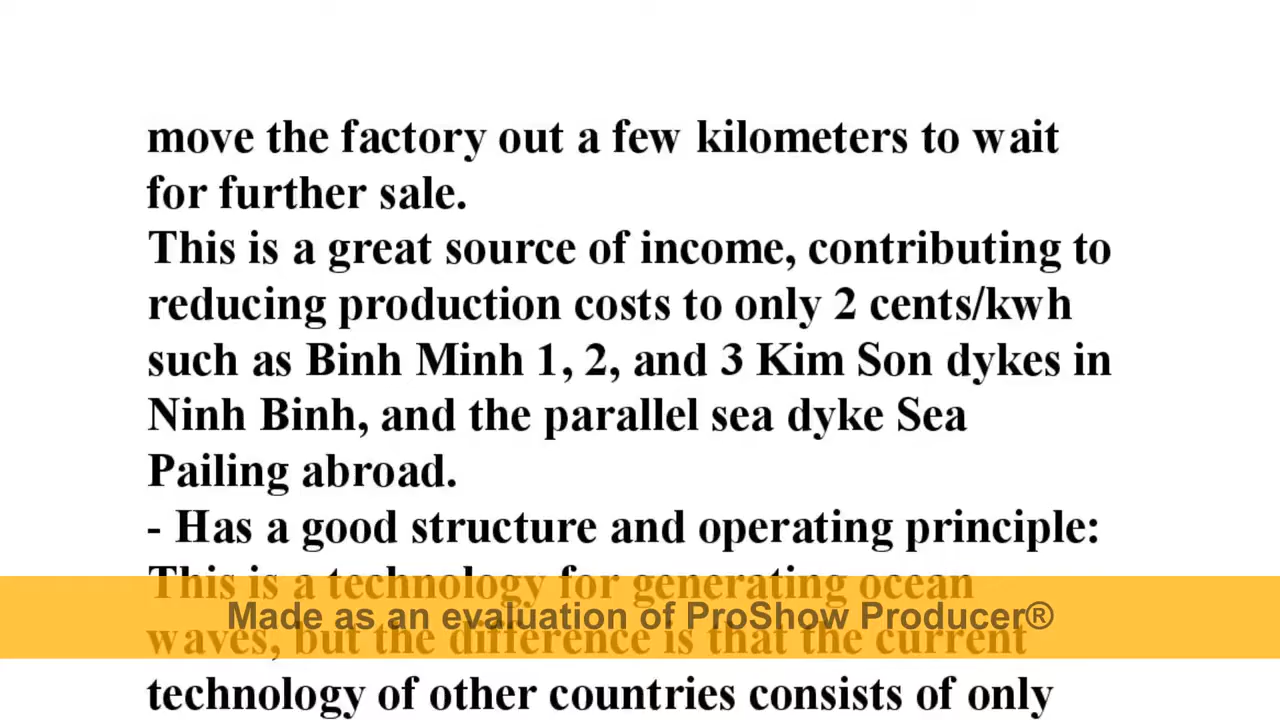 move the factory out a few kilometers to wait
for further sale.
This is a great source of income, contributing to
reducing production costs to only 2 cents/kwh
such as Binh Minh 1, 2, and 3 Kim Son dykes in
Ninh Binh, and the parallel sea dyke Sea
Pailing abroad.
- Has a good structure and operating principle:
This is a technology for generating ocean
Made as an evaluation of ProShow Producer®
waves, but the difference is that the current
technology of other countries consists of only